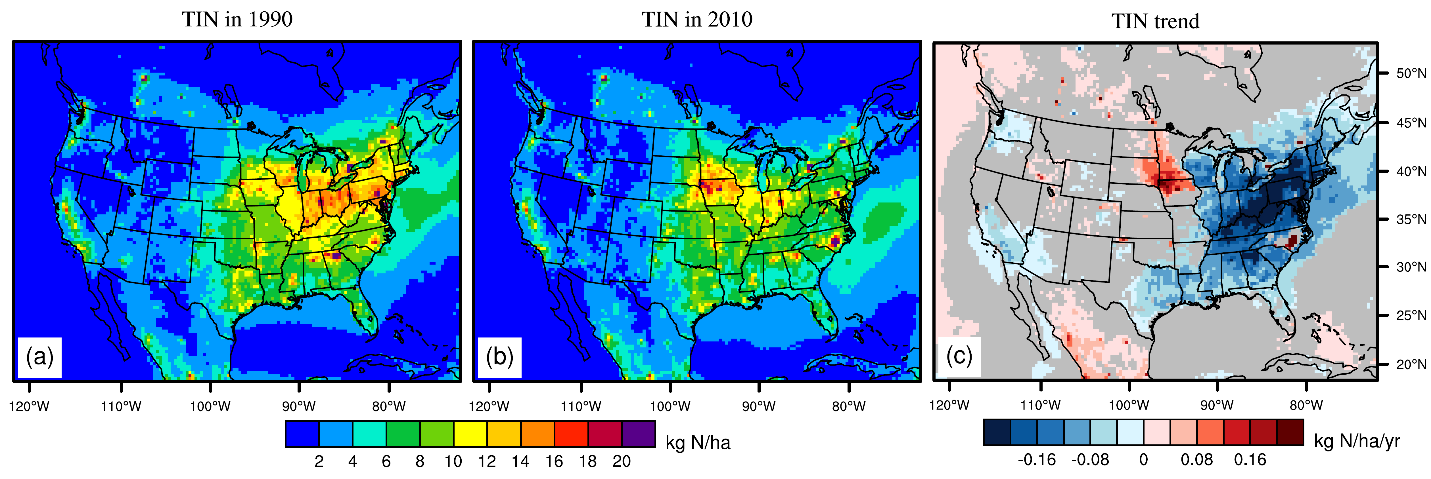 TIN in 1990 TIN in 2010 TIN trend
50°N
45°N
40°N
35°N
30°N
25°N
20°N
(a) (b) (c)
120°W 110°W 100°W 90°W 80°W 120°W 110°W 100°W 90°W 80°W 120°W 110°W 100°W 90°W 80°W
kg N/ha kg N/ha/yr
2 4 6 8 10 12 14 16 18 20 -0.16 -0.08 0 0.08 0.16